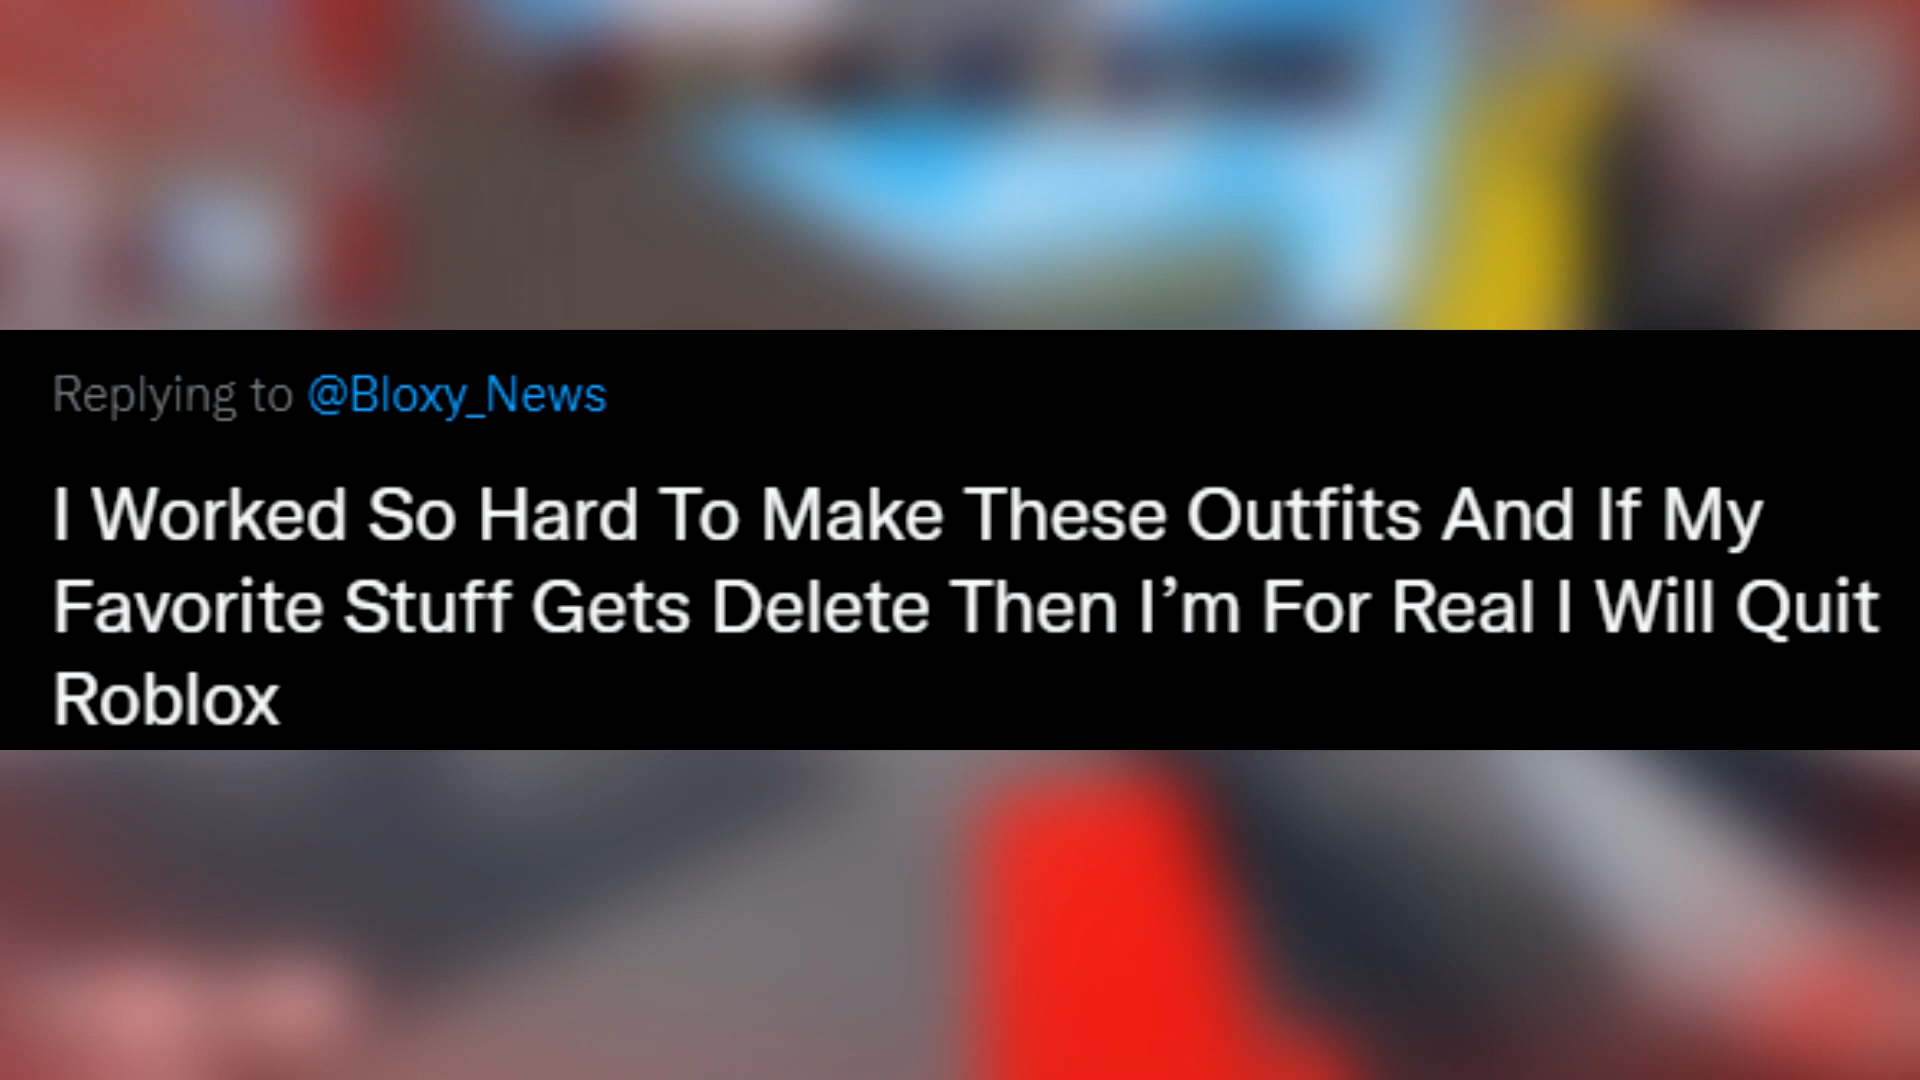 Replying to @Bloxy_News
I Worked So Hard To Make These Outfits And If My
Favorite Stuff Gets Delete Then I’m For Real I Will Quit
Roblox